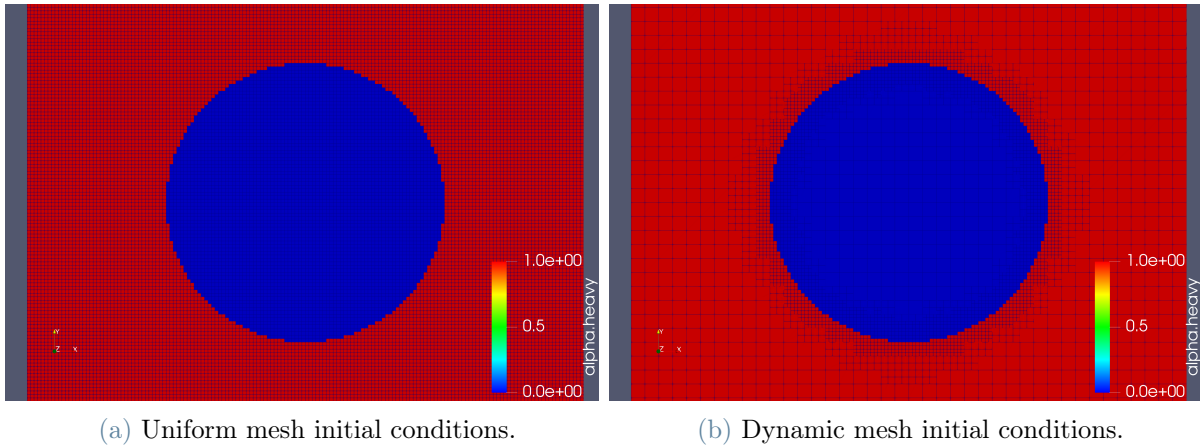 1.0e+00
0.5
0.0e+00
alpha.heavy
Y
Z X
(a) Uniform mesh initial conditions.
1.0e+00
0.5
0.0e+00
alpha.heavy
Y
Z X
(b) Dynamic mesh initial conditions.